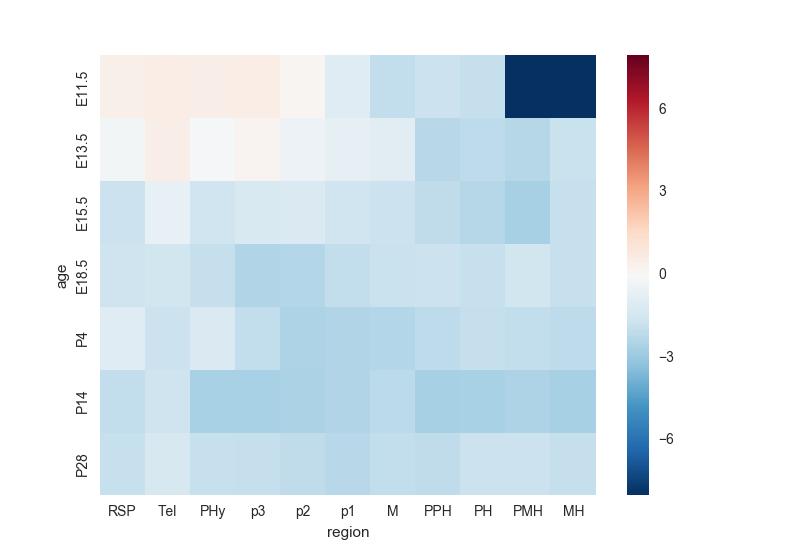 E11.5
E13.5
E15.5
E18.5
P4
P14
P28
age
RSP Tel PHy p3 p2 p1 M PPH PH PMH MH
region
6
3
0
−3
−6